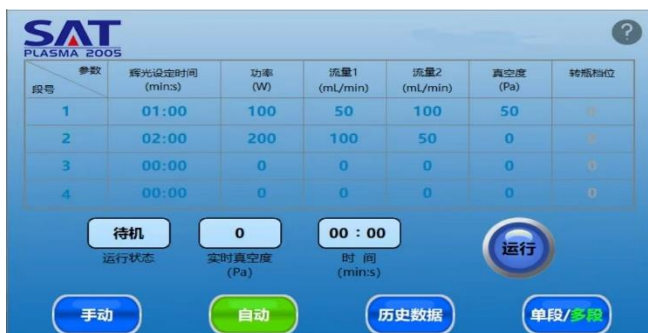 SAT
PLASMA 2005
?
参数
段号
辉光设定时间 (min:s)
功率 (W)
流量1 (mL/min)
流量2 (mL/min)
真空度 (Pa)
转瓶档位
1 01:00 100 50 100 50 0
2 02:00 200 100 50 0 0
3 00:00 0 0 0 0 0
4 00:00 0 0 0 0 0
待机 0 00 : 00
运行状态 实时真空度 (Pa) 时 间 (min:s)
运行
手动 自动 历史数据 单段/多段